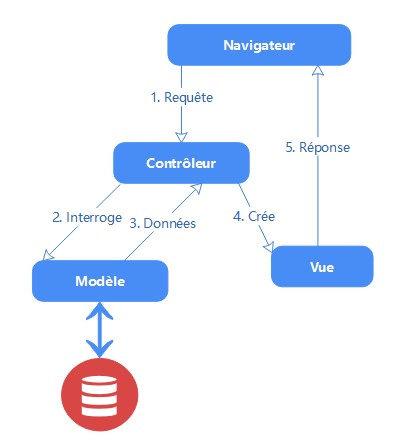 Navigateur
1. Requête
5. Réponse
Contrôleur
2. Interroge
3. Données
4. Crée
Modèle
Vue